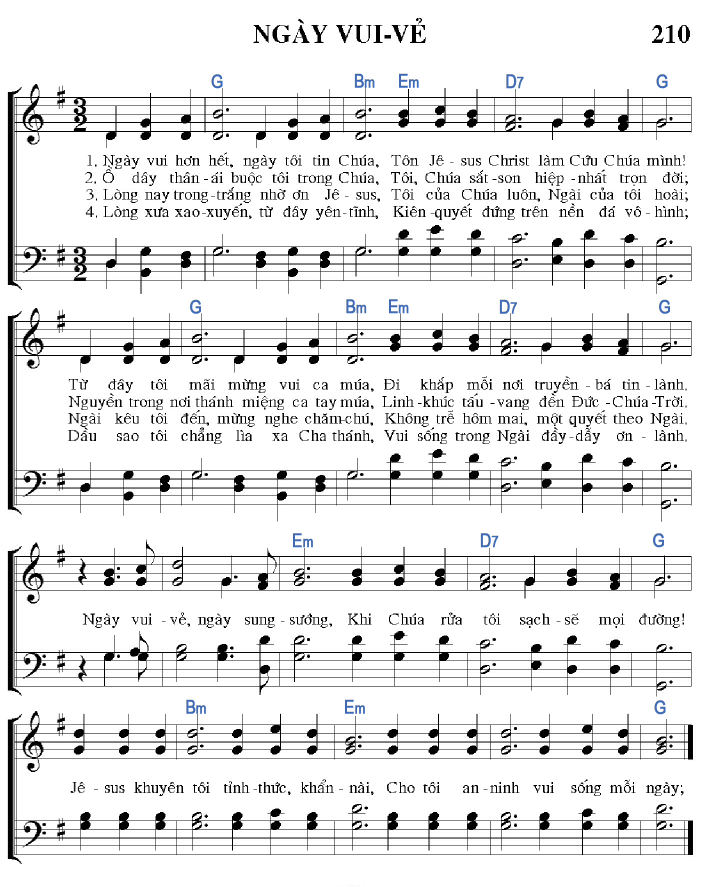 NGÀY VUI-VẺ 210
G Bm Em D7 G
1. Ngày vui hơn hết, ngày tôi tin Chúa, Tôn Jê - sus Christ làm Cứu Chúa mình!
2. Ồ dây thân-ái buộc tôi trong Chúa, Tôi, Chúa sắt-son hiệp-nhất trọn đời;
3. Lòng nay trong-trắng nhờ ơn Jê - sus, Tôi của Chúa luôn, Ngài của tôi hoài;
4. Lòng xưa xao-xuyến, từ đây yên-tĩnh, Kiên-quyết đứng trên nền đá vô-hình;
G Bm Em D7 G
Từ đây tôi mãi mừng vui ca múa, Đi khắp mỗi nơi truyền-bá tin-lành.
Nguyền trong nơi thánh miệng ca tay múa, Linh-khúc tấu-vang đến Đức-Chúa-Trời.
Ngài kêu tôi đến, mừng nghe chăm-chú, Không trễ hôm mai, một quyết theo Ngài.
Dầu sao tôi chẳng lìa xa Cha thánh, Vui sống trong Ngài đầy-dẫy ơn-lành.
Em D7 G
Ngày vui-vẻ, ngày sung-sướng, Khi Chúa rửa tôi sạch-sẽ mọi đường!
Bm Em G
Jê-sus khuyên tôi tỉnh-thức, khẩn-nài, Cho tôi an-ninh vui sống mỗi ngày;